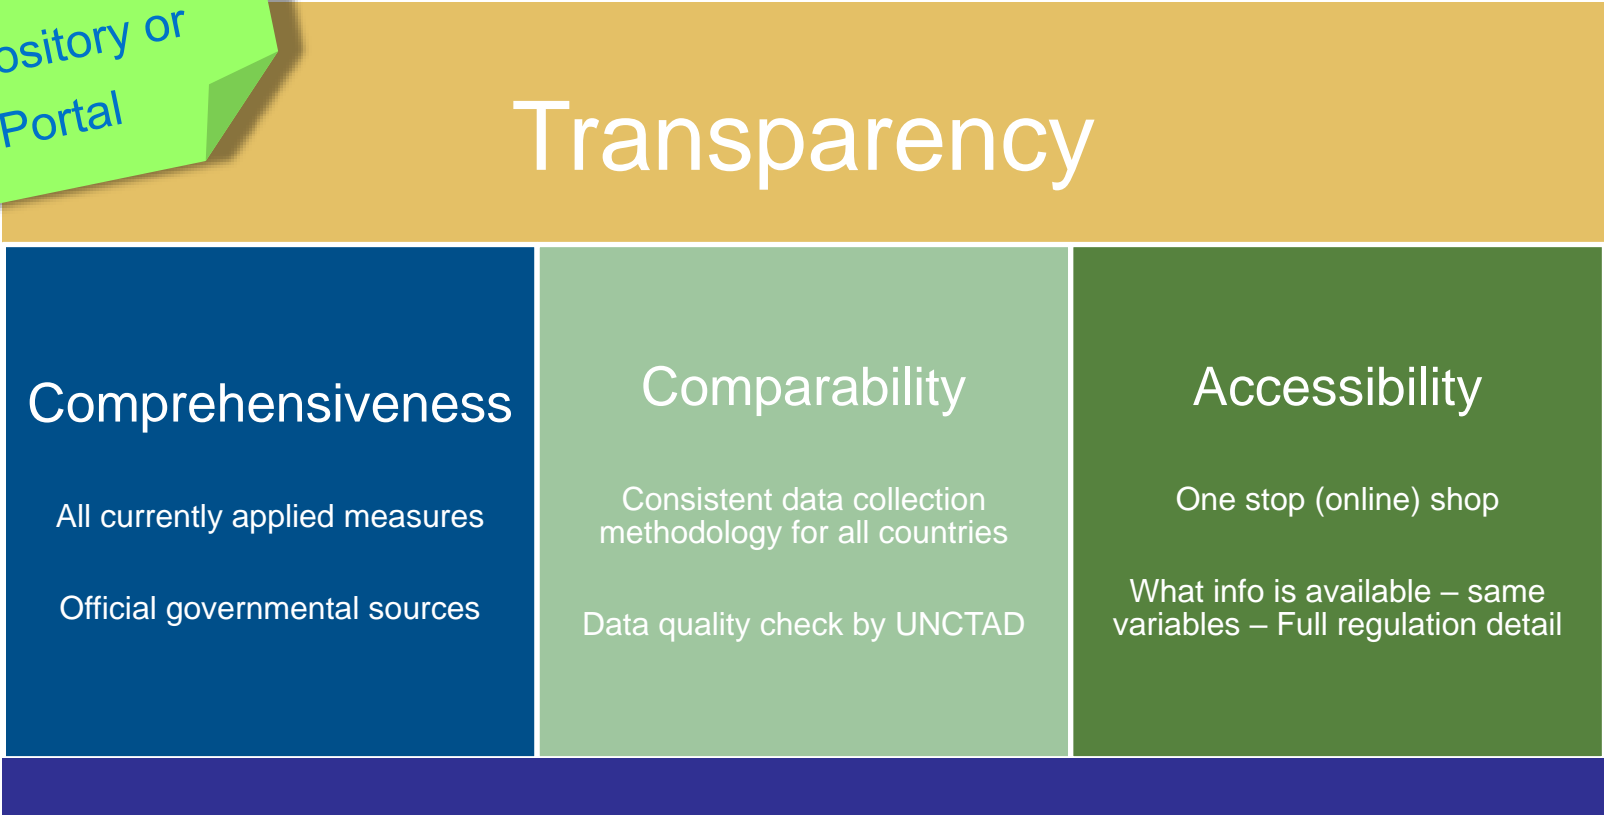 ository or
Portal
Transparency
Comprehensiveness
All currently applied measures
Official governmental sources
Comparability
Consistent data collection
methodology for all countries
Data quality check by UNCTAD
Accessibility
One stop (online) shop
What info is available – same
variables – Full regulation detail